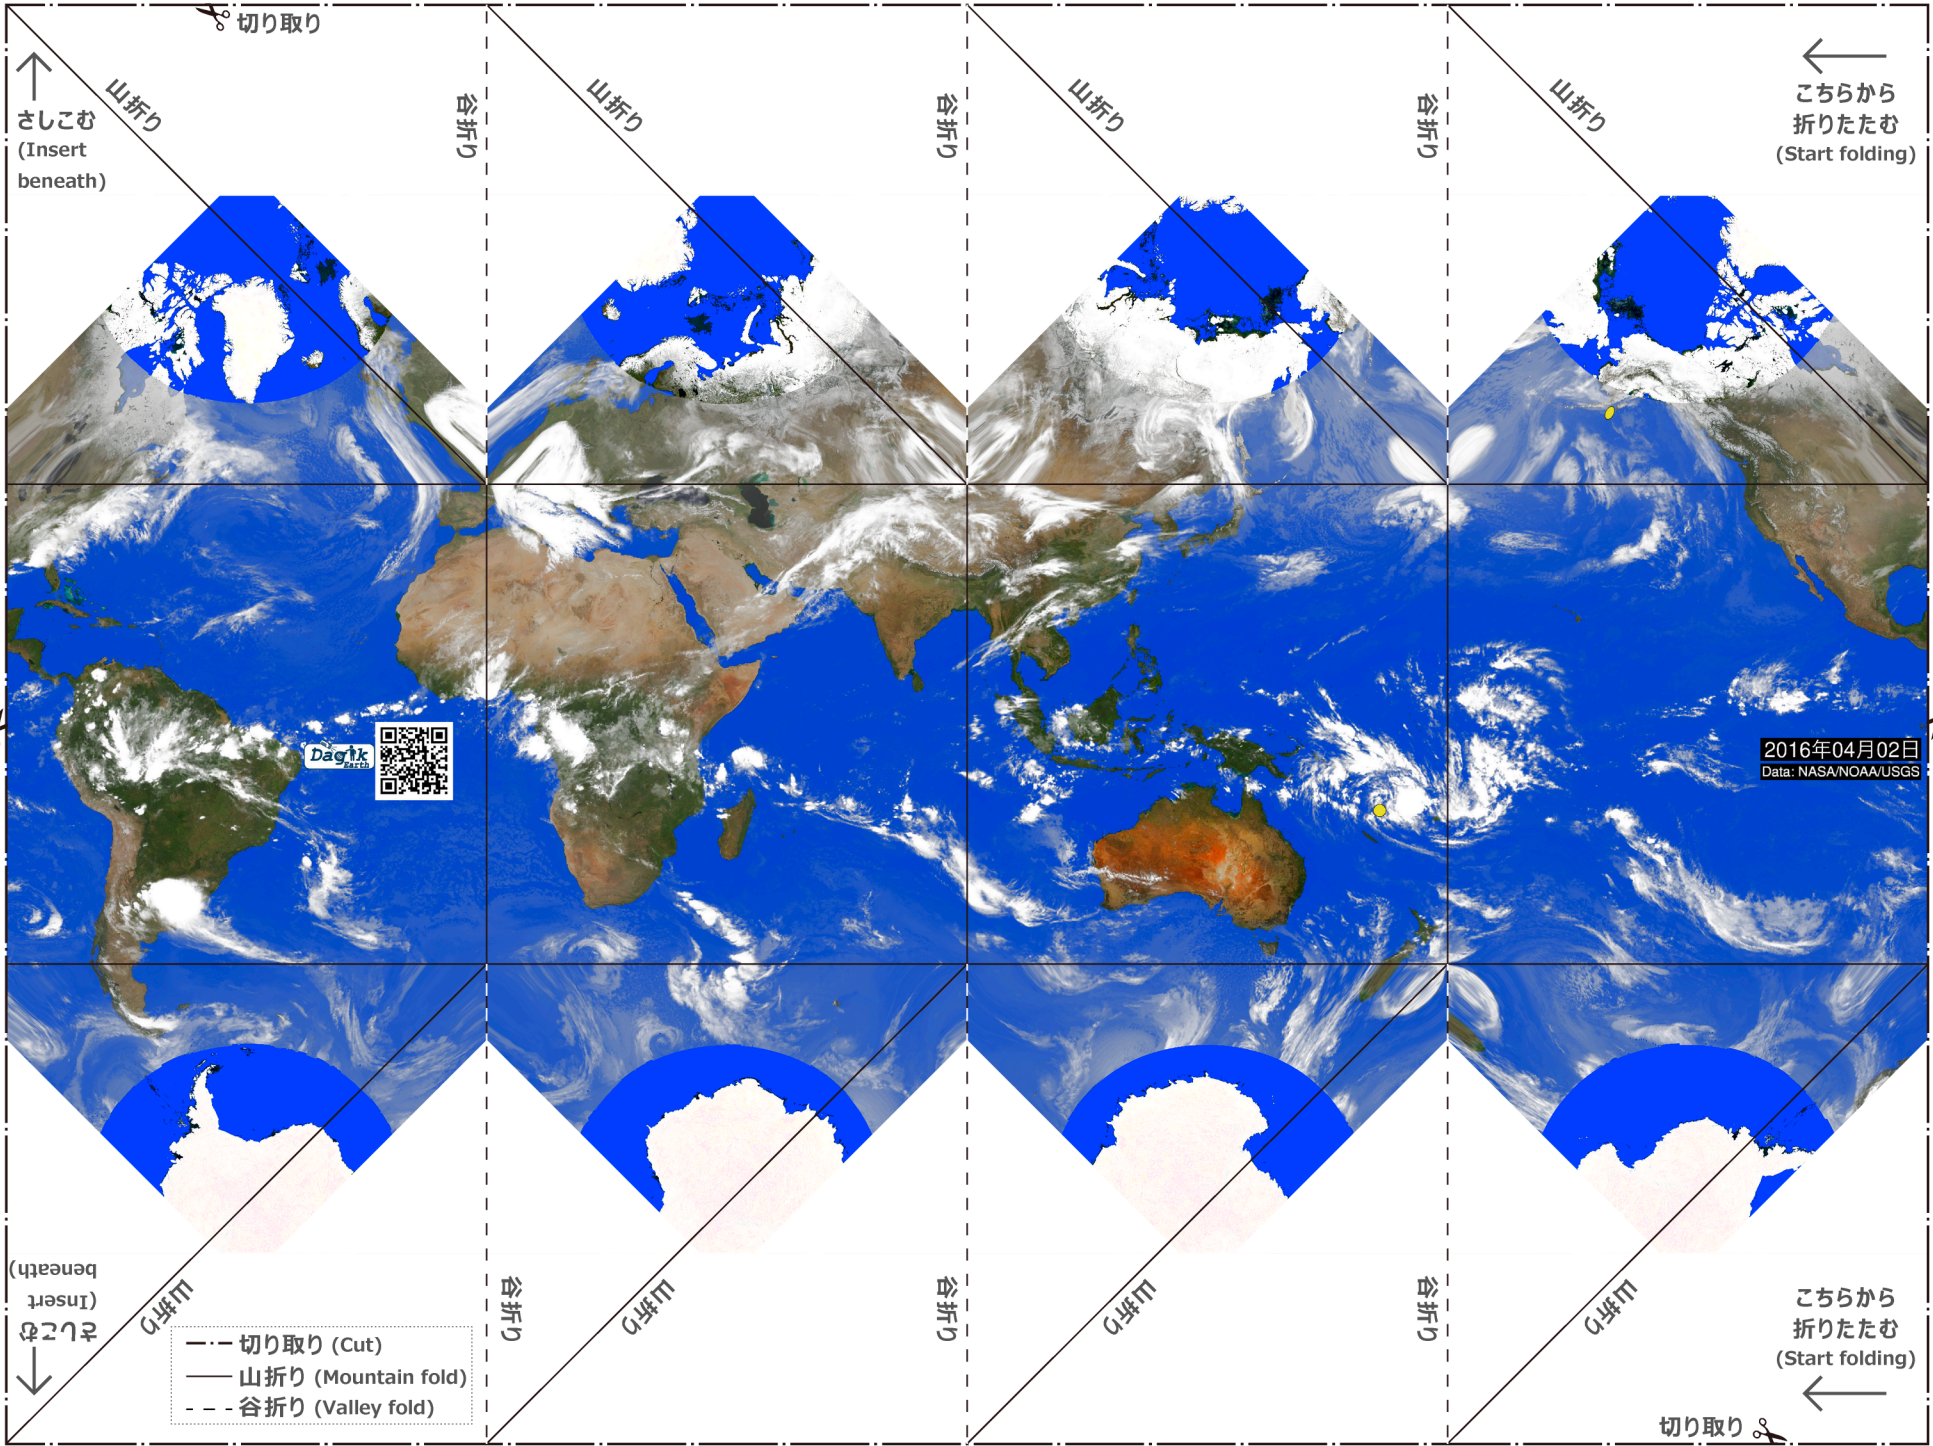 切り取り
山折り
谷折り
山折り
谷折り
山折り
谷折り
山折り
さしこむ
(Insert
beneath)
こちらから
折りたたむ
(Start folding)
Dagik
Earth
2016年04月02日
Data: NASA/NOAA/USGS
さしこむ
(Insert
beneath)
山折り
谷折り
山折り
谷折り
山折り
谷折り
山折り
こちらから
折りたたむ
(Start folding)
切り取り (Cut)
山折り (Mountain fold)
谷折り (Valley fold)
切り取り